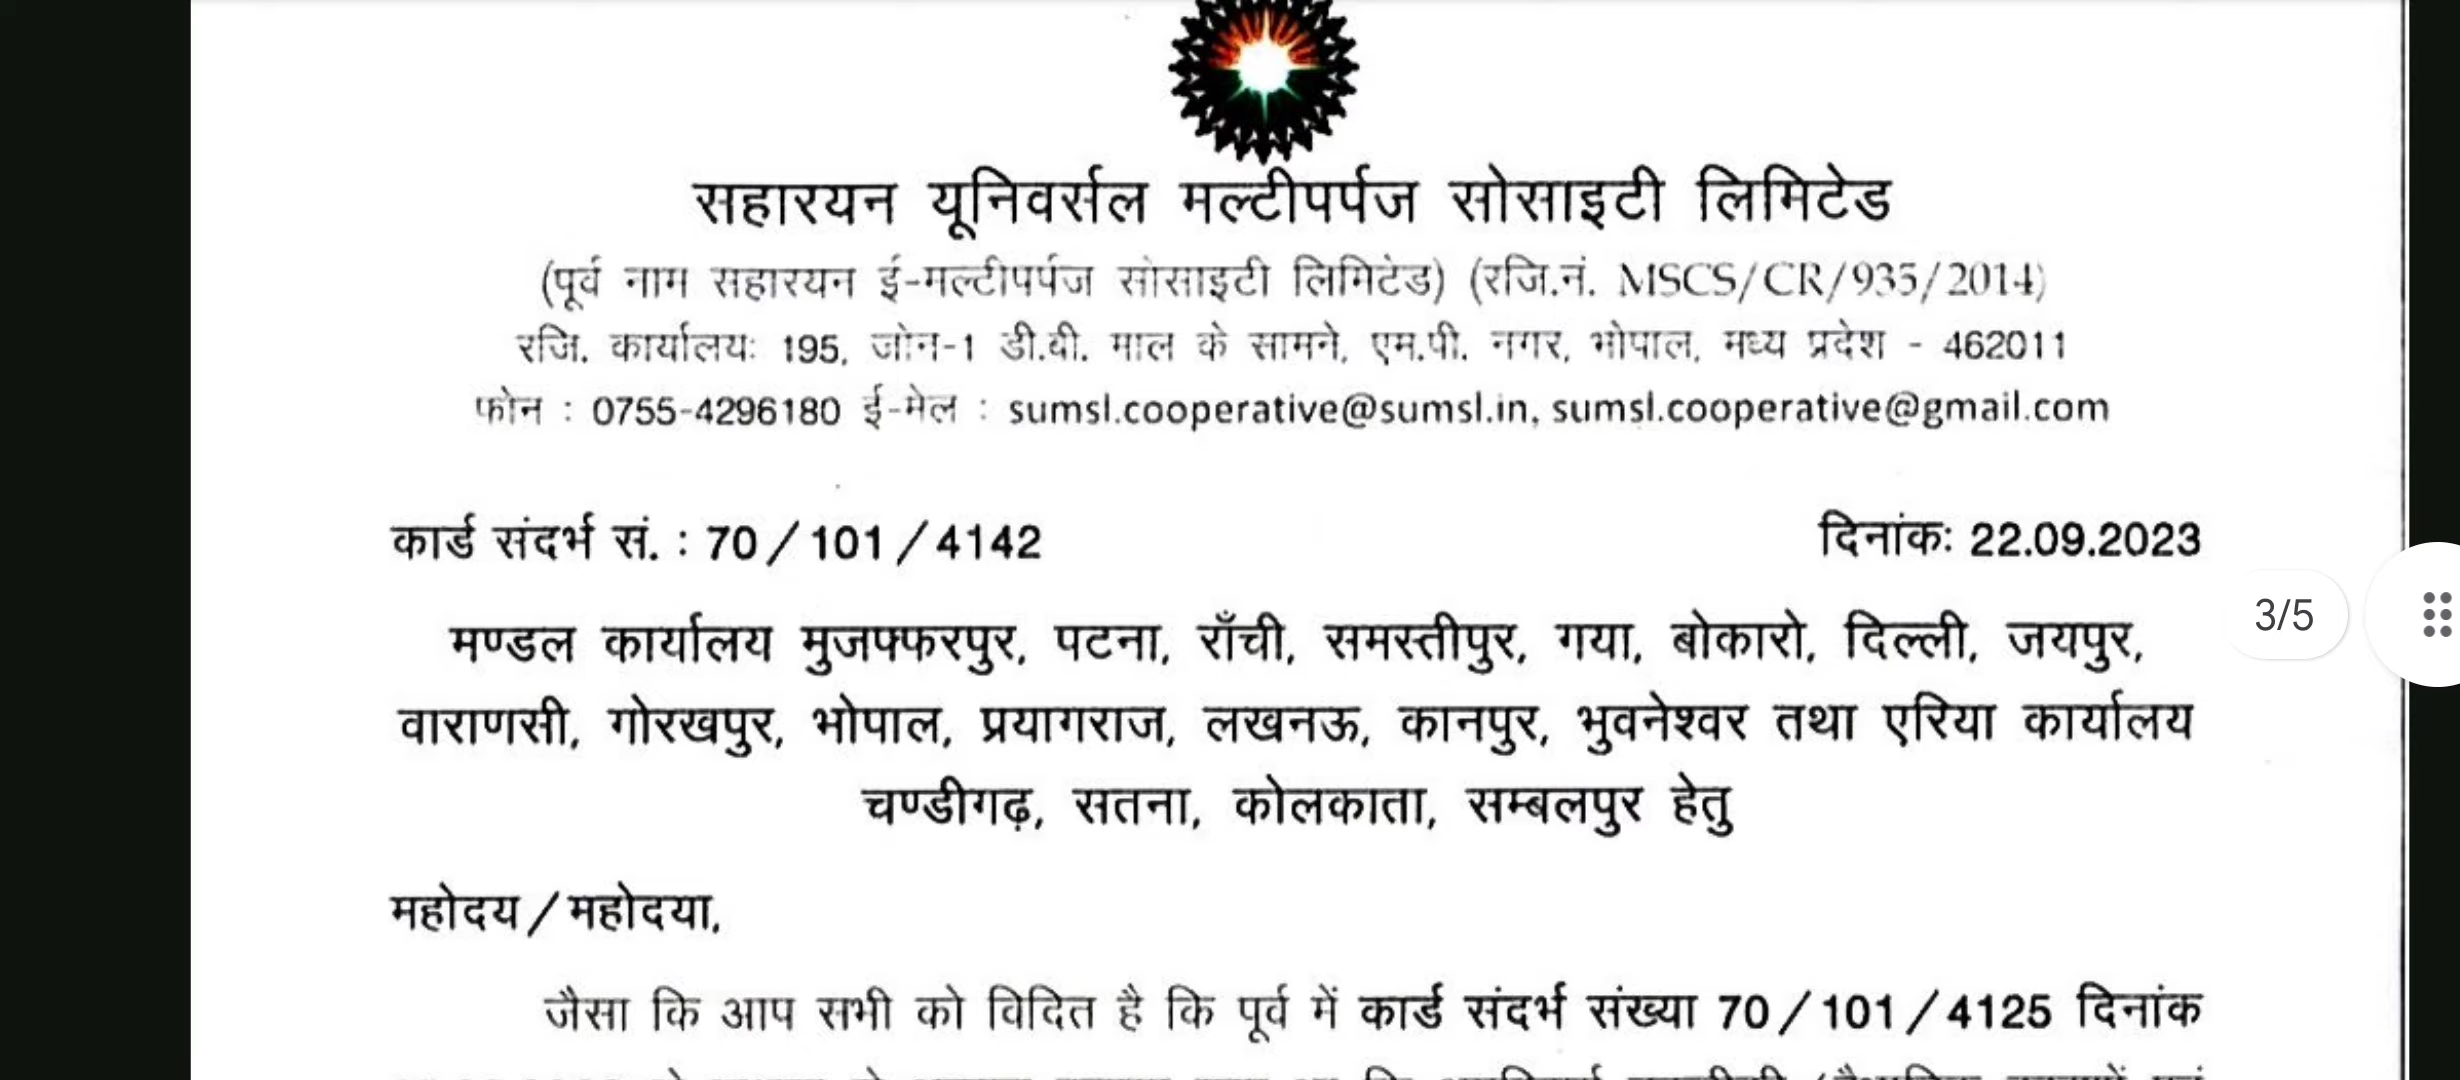 सहारयन यूनिवर्सल मल्टीपर्पज सोसाइटी लिमिटेड
(पूर्व नाम सहारयन ई-मल्टीपर्पज सोसाइटी लिमिटेड) (रजि.नं. MSCS/CR/935/2014)
रजि. कार्यालयः 195, जोन-1 डी.बी. माल के सामने, एम.पी. नगर, भोपाल, मध्य प्रदेश - 462011
फोन : 0755-4296180 ई-मेल : sumsl.cooperative@sumsl.in, sumsl.cooperative@gmail.com
कार्ड संदर्भ सं. : 70/101/4142 दिनांकः 22.09.2023
3/5
मण्डल कार्यालय मुजफ्फरपुर, पटना, राँची, समस्तीपुर, गया, बोकारो, दिल्ली, जयपुर,
वाराणसी, गोरखपुर, भोपाल, प्रयागराज, लखनऊ, कानपुर, भुवनेश्वर तथा एरिया कार्यालय
चण्डीगढ़, सतना, कोलकाता, सम्बलपुर हेतु
महोदय/महोदया,
जैसा कि आप सभी को विदित है कि पूर्व में कार्ड संदर्भ संख्या 70/101/4125 दिनांक